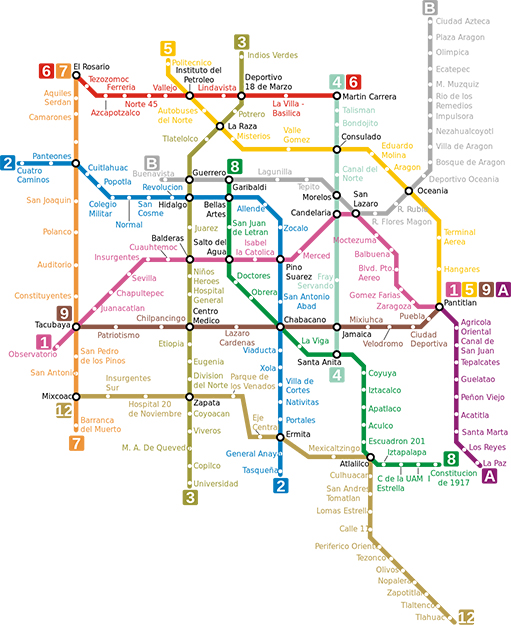 B
Ciudad Azteca
Plaza Aragon
Olimpica
Ecatepec
M. Muzquiz
Rio de los
Remedios
Impulsora
Nezahualcoyotl
Villa de Aragon
Bosque de Aragon
Deportivo Oceania
Oceania
R. Rubio
R. Flores Magon
5
Politecnico
3
Indios Verdes
6
7
El Rosario
Tezozomoc
Ferreria
Vallejo
Instituto del
Petroleo
Lindavista
Deportivo
18 de Marzo
4
6
Martin Carrera
Azcapotzalco
Norte 45
Autobuses
del Norte
Potrero
La Villa -
Basilica
Talisman
Bondojito
Aquiles
Serdan
Camarones
La Raza
Misterios
Valle
Gomez
Consulado
Eduardo
Molina
Aragon
Tlatelolco
2
Panteones
Cuatro
Caminos
Cuitlahuac
Popotla
B
Buenavista
Guerrero
8
Garibaldi
Lagunilla
Tepito
Canal del
Norte
Morelos
San
Lazaro
Revolucion
Colegio
Militar
San
Cosme
Normal
Hidalgo
Bellas
Artes
Allende
Candelaria
San Joaquin
Polanco
Auditorio
Constituyentes
San Juan
de Letran
Zocalo
Juarez
Balderas
Cuauhtemoc
Salto del
Agua
Isabel
la Catolica
Merced
Moctezuma
Balbuena
Blvd. Pto
Aereo
Gomez Farias
Zaragoza
Terminal
Aerea
Hangares
Insurgentes
Sevilla
Chapultepec
Juanacatlan
Niños
Heroes
Hospital
General
Doctores
Obrera
Pino
Suarez
San Antonio
Abad
Fray
Servando
1
5
9
A
Pantitlan
9
Tacubaya
1
Observatorio
Chilpancingo
Patriotismo
Centro
Medico
Lazaro
Cardenas
Chabacano
Jamaica
Mixiuhca
Velodromo
Puebla
Ciudad
Deportiva
Agricola
Oriental
Canal de
San Juan
Tepalcates
Guelatao
Peñon Viejo
Acatitla
Santa Marta
Los Reyes
La Paz
A
San Pedro
de los Pinos
San Antonio
Etiopia
Eugenia
Division
del Norte
Parque de
los Venados
Viaducto
Xola
Villa de
Cortes
Nativitas
Portales
La Viga
Santa Anita
4
Coyuya
Iztacalco
Apatlaco
Aculco
Escuadron 201
Mixcoac
12
Insurgentes
Sur
Hospital 20
de Noviembre
Zapata
Coyoacan
Viveros
Eje
Central
Ermita
Mexicaltzingo
Atlalilco
Iztapalapa
8
C de la
Estrella
UAM I
Constitucion
de 1917
Barranca
del Muerto
7
M. A. De Quevedo
Copilco
Universidad
3
General Anaya
Tasqueña
2
Culhuacan
San Andres
Tomatlan
Lomas Estrella
Calle 11
Periferico Oriente
Tezonco
Olivos
Nopalera
Zapotitlan
Tlaltenco
Tlahuac
12